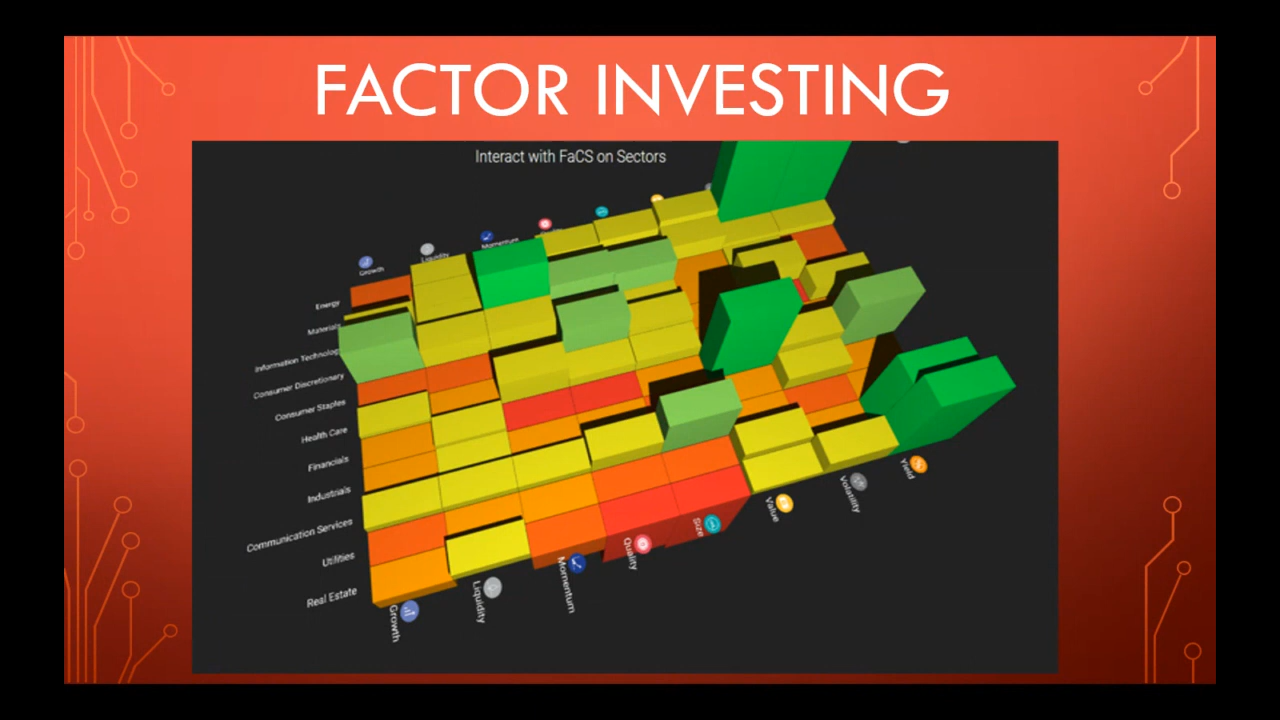 FACTOR INVESTING
Interact with FaCS on Sectors
Growth
Liquidity
Momentum
Energy
Materials
Information Technology
Consumer Discretionary
Consumer Staples
Health Care
Financials
Industrials
Communication Services
Utilities
Real Estate
Growth
Liquidity
Momentum
Quality
Size
Value
Volatility
Yield